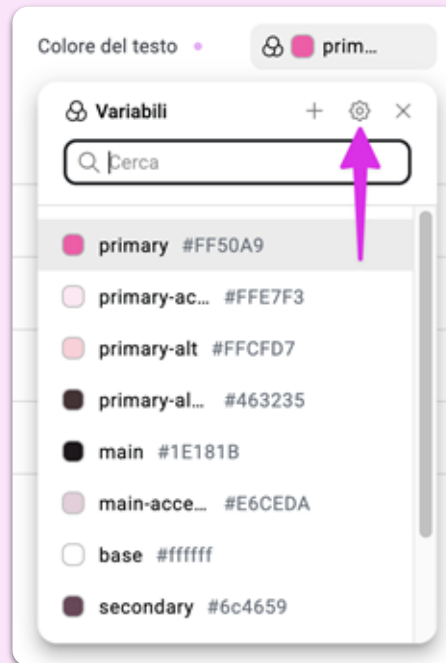 Colore del testo prim...
Variabili
Cerca
primary #FF50A9
primary-ac... #FFE7F3
primary-alt #FFCFD7
primary-al... #463235
main #1E181B
main-acce... #E6CEDA
base #ffffff
secondary #6c4659